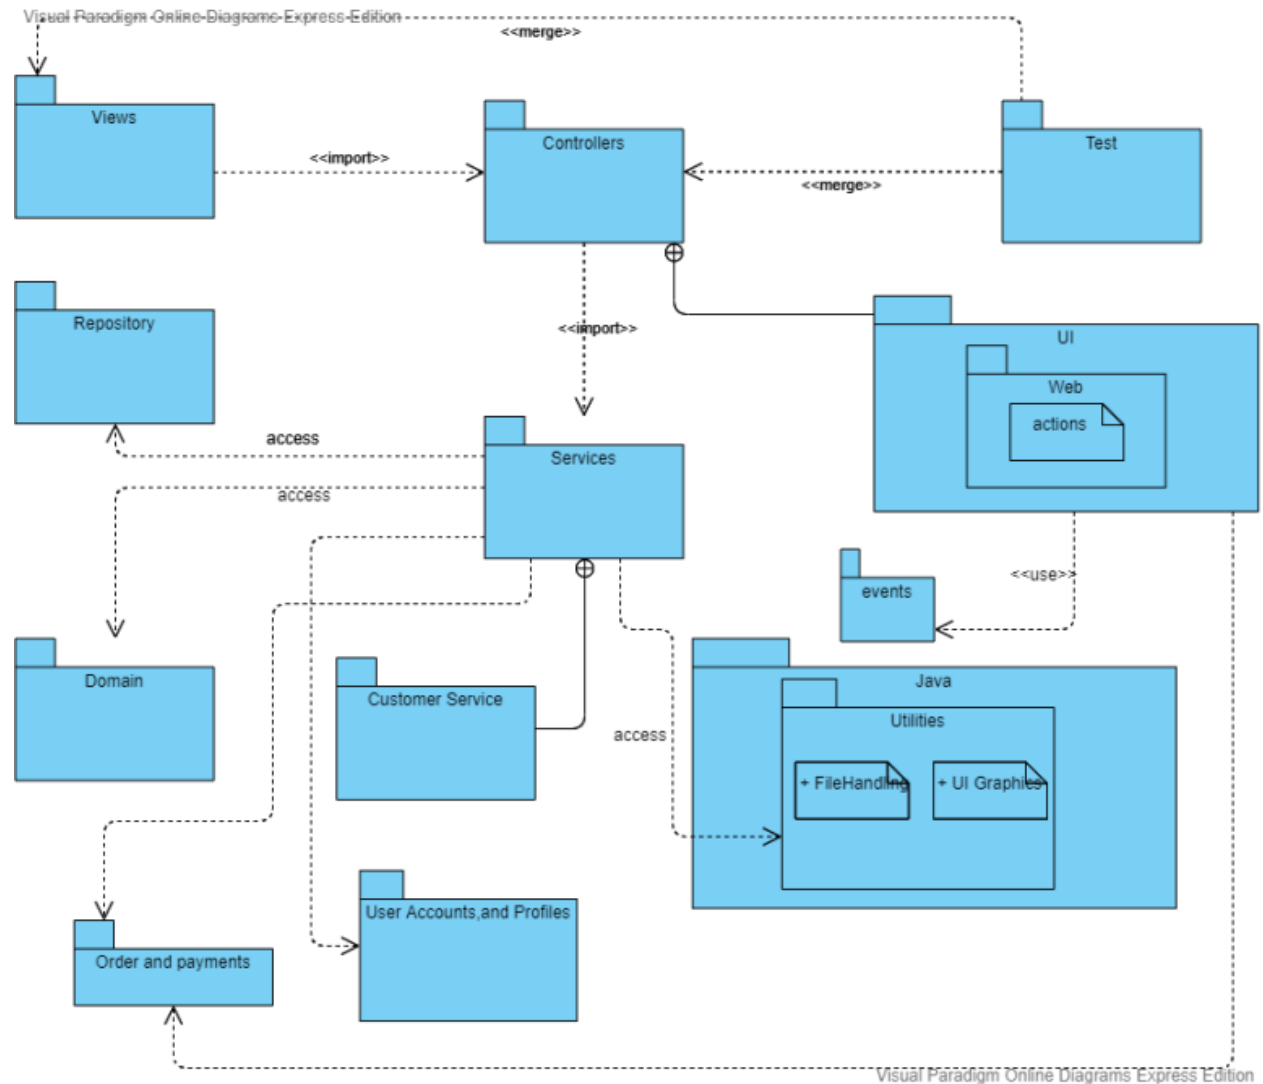 Visual Paradigm Online Diagrams Express Edition
<<merge>>
Views
Controllers
Test
<<import>>
<<merge>>
Repository
<<import>>
UI
Web
actions
access
Services
access
<<use>>
events
Domain
Customer Service
Java
Utilities
access
+ FileHandling
+ UI Graphics
User Accounts,and Profiles
Order and payments
Visual Paradigm Online Diagrams Express Edition